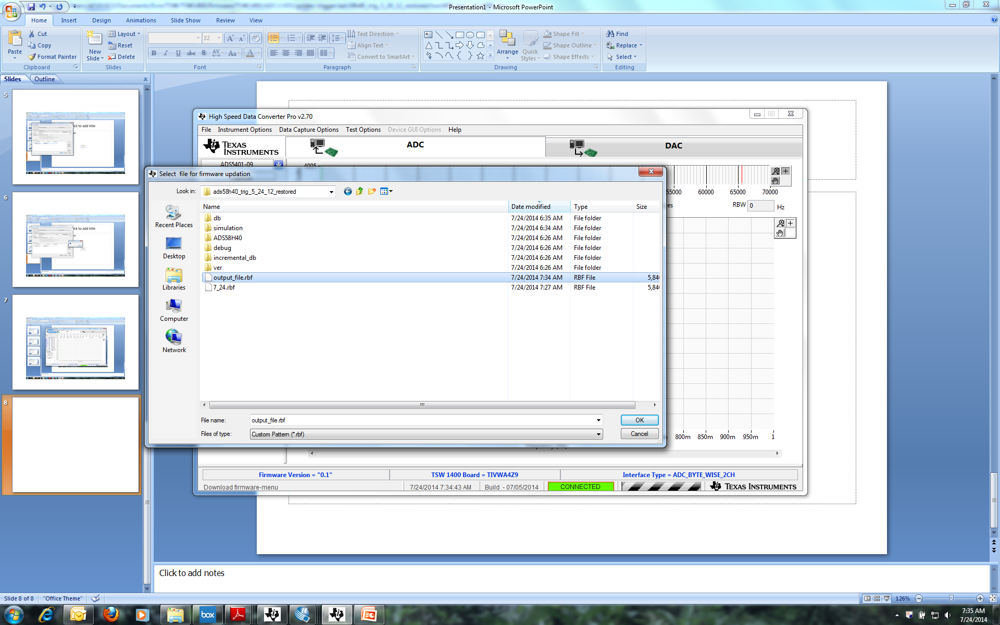 Presentation1 - Microsoft PowerPoint
Home
Insert
Design
Animations
Slide Show
Review
View
Paste
Cut
Copy
Format Painter
Clipboard
New Slide
Layout
Reset
Delete
Slides
32
B I U abc S AV Aa A
Font
Text Direction
Align Text
Convert to SmartArt
Paragraph
Arrange
Quick Styles
Shape Fill
Shape Outline
Shape Effects
Drawing
Find
Replace
Select
Editing
Slides
Outline
5
6
7
8
High Speed Data Converter Pro v2.70
File
Instrument Options
Data Capture Options
Test Options
Device GUI Options
Help
TEXAS INSTRUMENTS
ADC
DAC
ADS5401-09
4095
Select file for firmware updation
Look in:
ads58h40_trig_5_24_12_restored
Recent Places
Desktop
Libraries
Computer
Network
Name Date modified Type Size
db 7/24/2014 6:35 AM File folder
simulation 7/24/2014 6:34 AM File folder
ADS58H40 7/24/2014 6:26 AM File folder
debug 7/24/2014 6:26 AM File folder
incremental_db 7/24/2014 6:26 AM File folder
ver 7/24/2014 6:26 AM File folder
output_file.rbf 7/24/2014 7:34 AM RBF File 5,84
7_24.rbf 7/24/2014 7:27 AM RBF File 5,84
File name: output_file.rbf OK
Files of type: Custom Pattern (*.rbf) Cancel
55000 60000 65000 70000
es
RBW 0 Hz
800m 850m 900m 950m 1
Firmware Version = "0.1"
TSW 1400 Board = TIVWA4Z9
Interface Type = ADC_BYTE_WISE_2CH
Download firmware-menu
7/24/2014 7:34:43 AM
Build - 07/05/2014
CONNECTED
TEXAS INSTRUMENTS
Click to add notes
Slide 8 of 8
"Office Theme"
126%
box
7:35 AM
7/24/2014